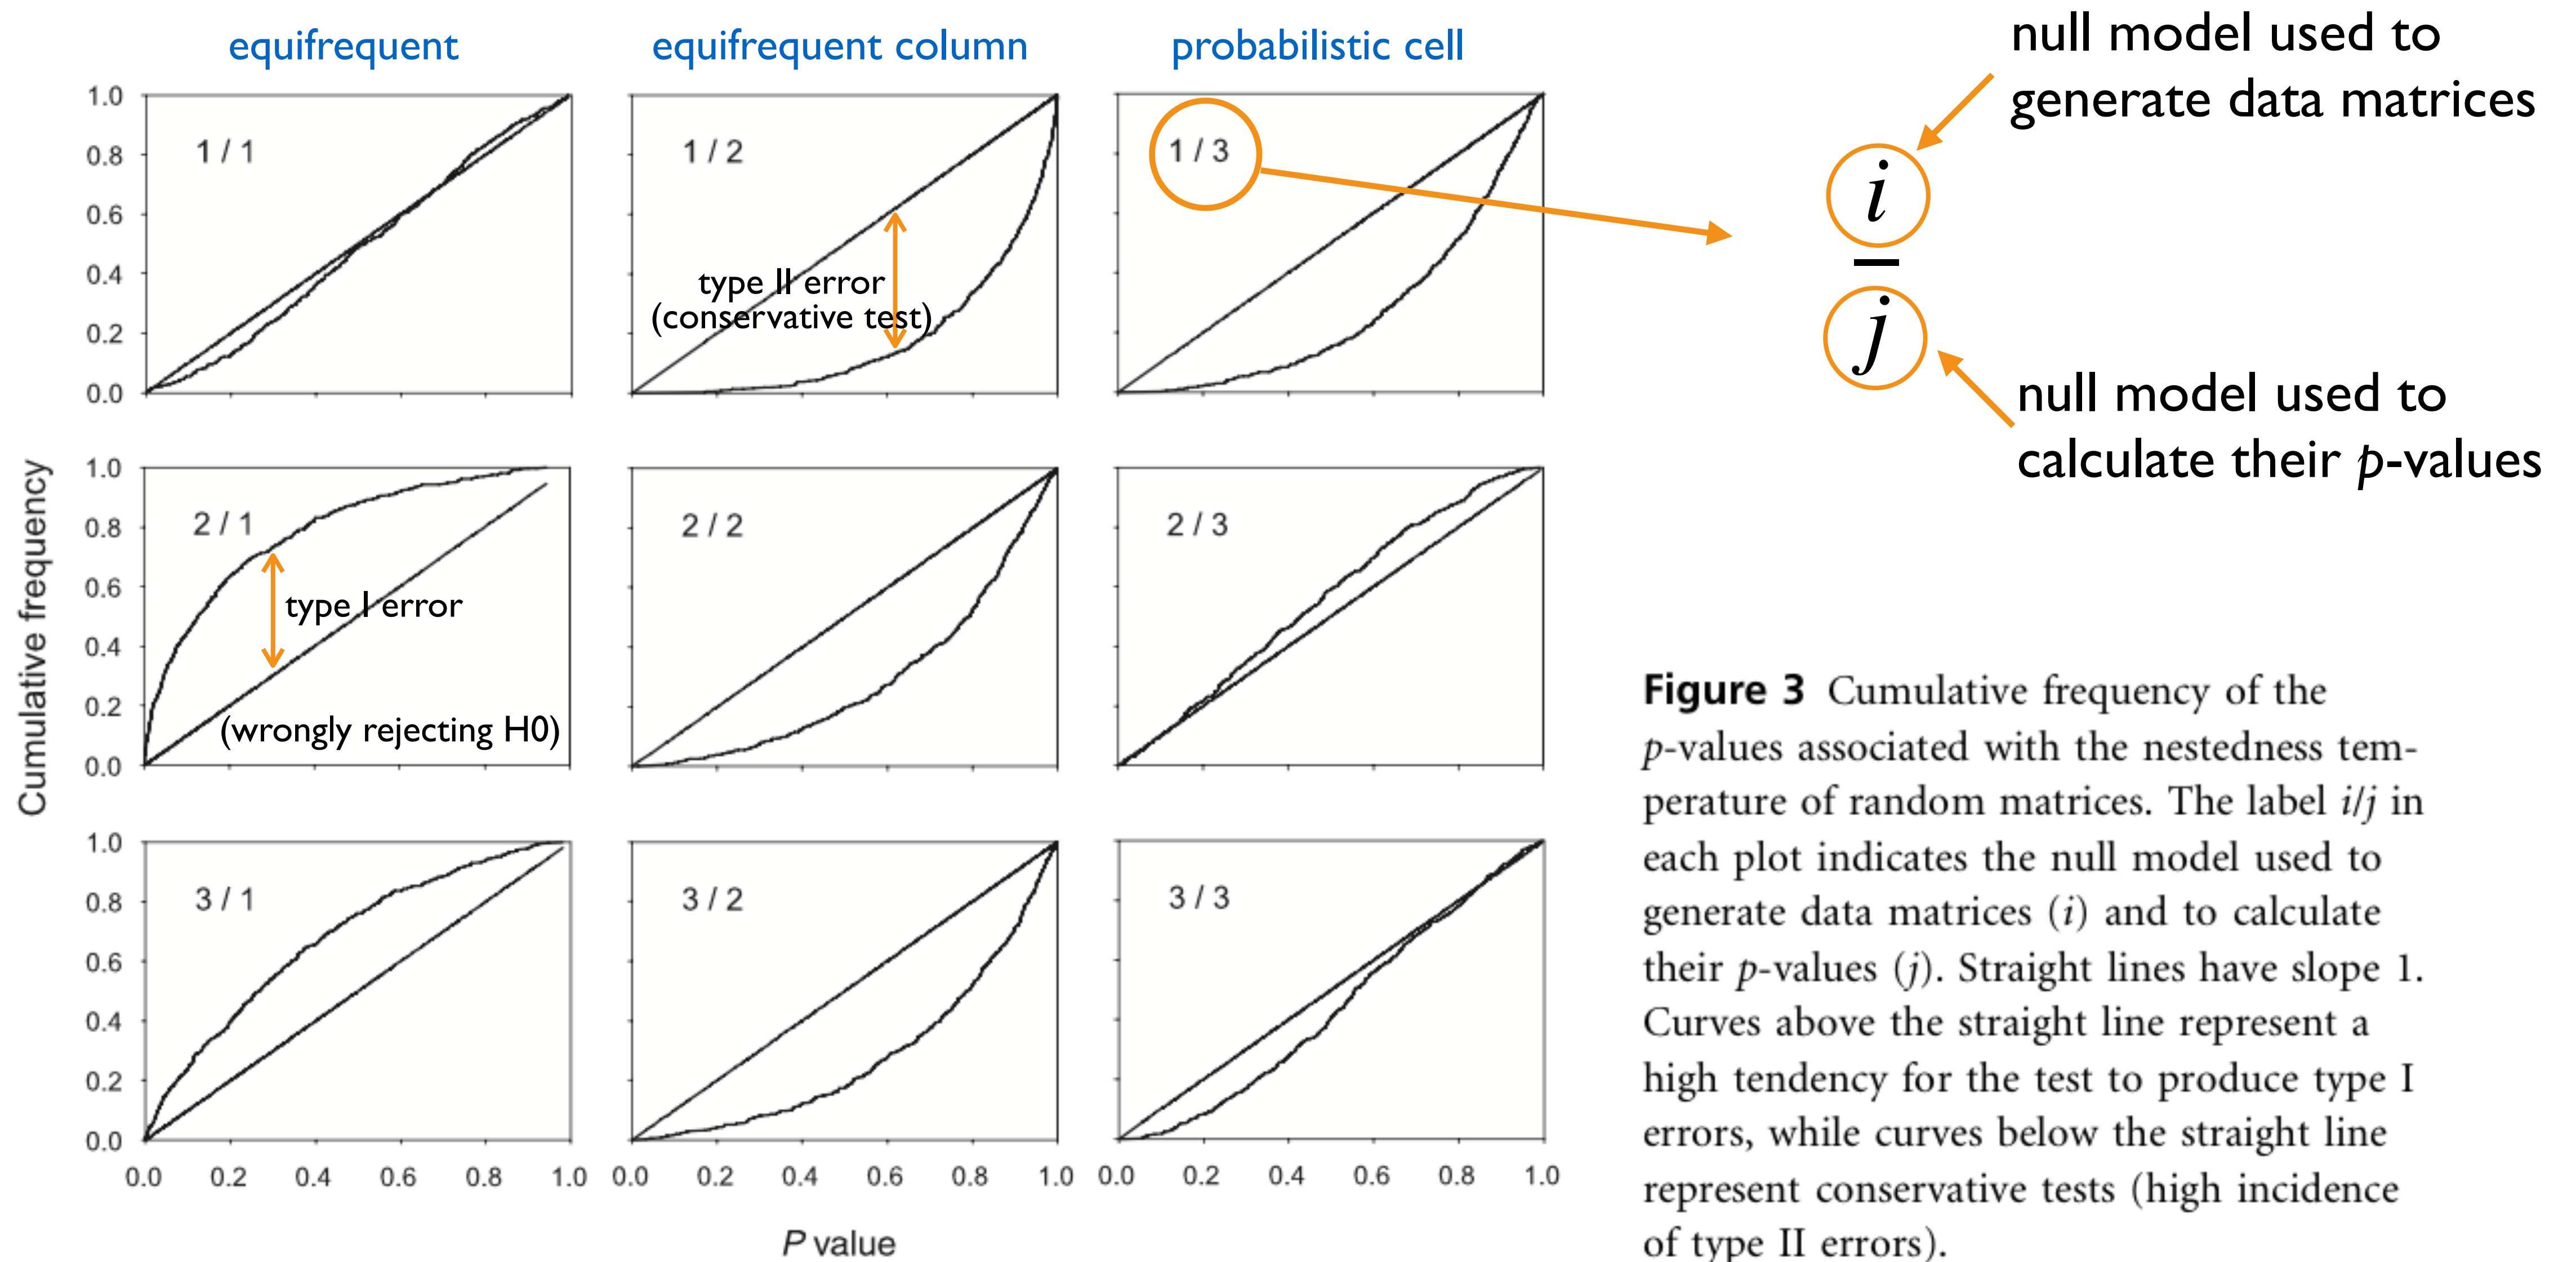 equifrequent
equifrequent column
probabilistic cell
null model used to
generate data matrices
i
j
null model used to
calculate their p-values
Cumulative frequency
1.0
0.8
0.6
0.4
0.2
0.0
1 / 1
1 / 2
type II error
(conservative test)
1 / 3
1.0
0.8
0.6
0.4
0.2
0.0
2 / 1
type I error
(wrongly rejecting H0)
2 / 2
2 / 3
1.0
0.8
0.6
0.4
0.2
0.0
3 / 1
3 / 2
3 / 3
0.0 0.2 0.4 0.6 0.8 1.0
0.0 0.2 0.4 0.6 0.8 1.0
0.0 0.2 0.4 0.6 0.8 1.0
P value
Figure 3 Cumulative frequency of the
p-values associated with the nestedness tem-
perature of random matrices. The label i/j in
each plot indicates the null model used to
generate data matrices (i) and to calculate
their p-values (j). Straight lines have slope 1.
Curves above the straight line represent a
high tendency for the test to produce type I
errors, while curves below the straight line
represent conservative tests (high incidence
of type II errors).